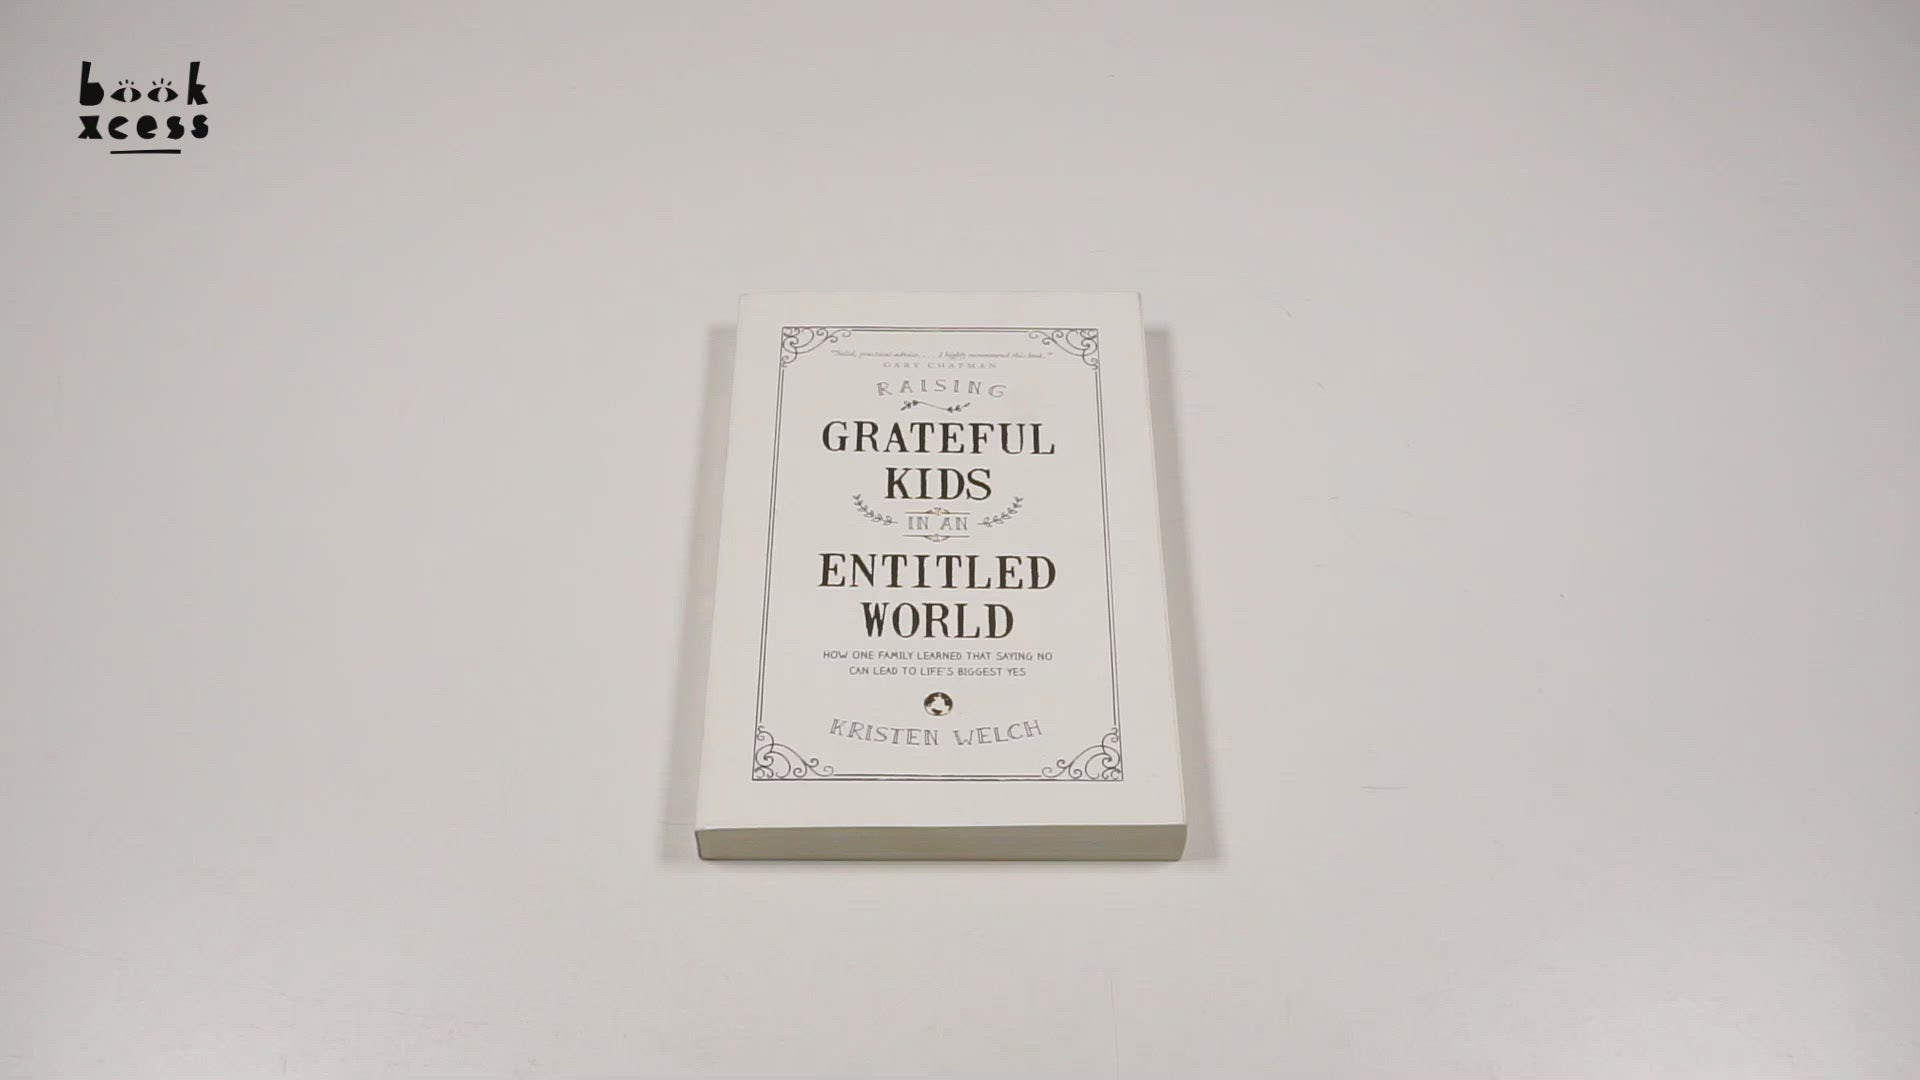 book
xcess
"Solid, practical advice. . . . I highly recommend this book."
GARY CHAPMAN
RAISING
GRATEFUL
KIDS
IN AN
ENTITLED
WORLD
HOW ONE FAMILY LEARNED THAT SAYING NO
CAN LEAD TO LIFE'S BIGGEST YES
KRISTEN WELCH